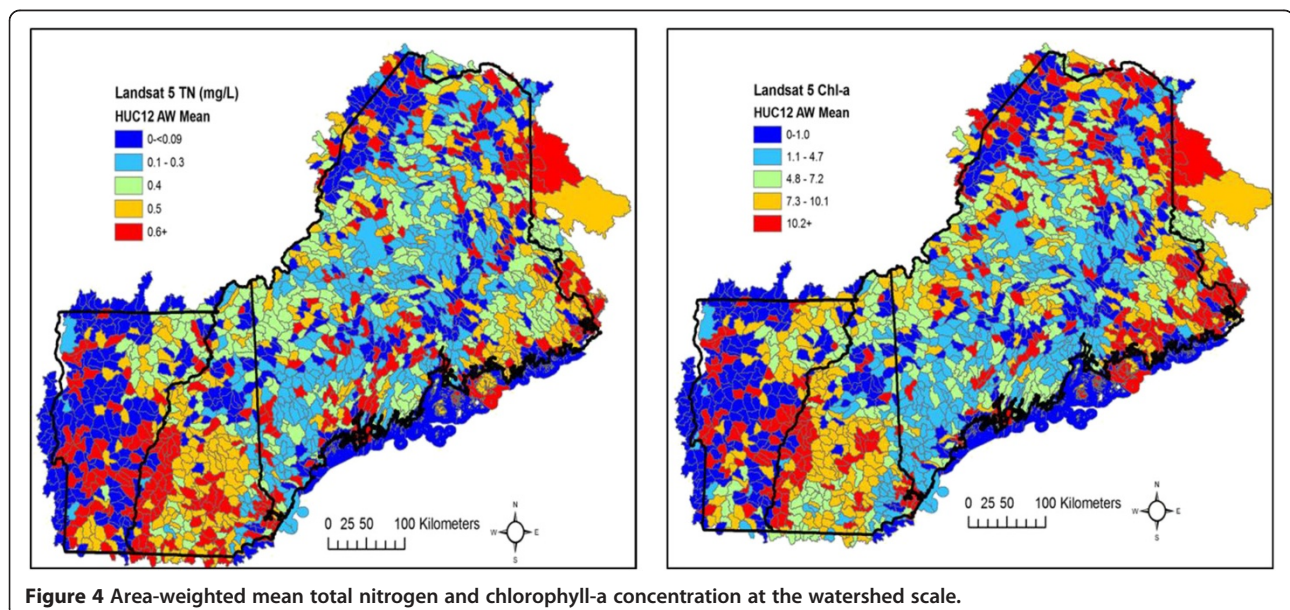 Landsat 5 TN (mg/L)
HUC12 AW Mean
0-<0.09
0.1 - 0.3
0.4
0.5
0.6+
0 25 50 100 Kilometers
N
W E
S
Landsat 5 Chl-a
HUC12 AW Mean
0-1.0
1.1 - 4.7
4.8 - 7.2
7.3 - 10.1
10.2+
0 25 50 100 Kilometers
N
W E
S
Figure 4 Area-weighted mean total nitrogen and chlorophyll-a concentration at the watershed scale.